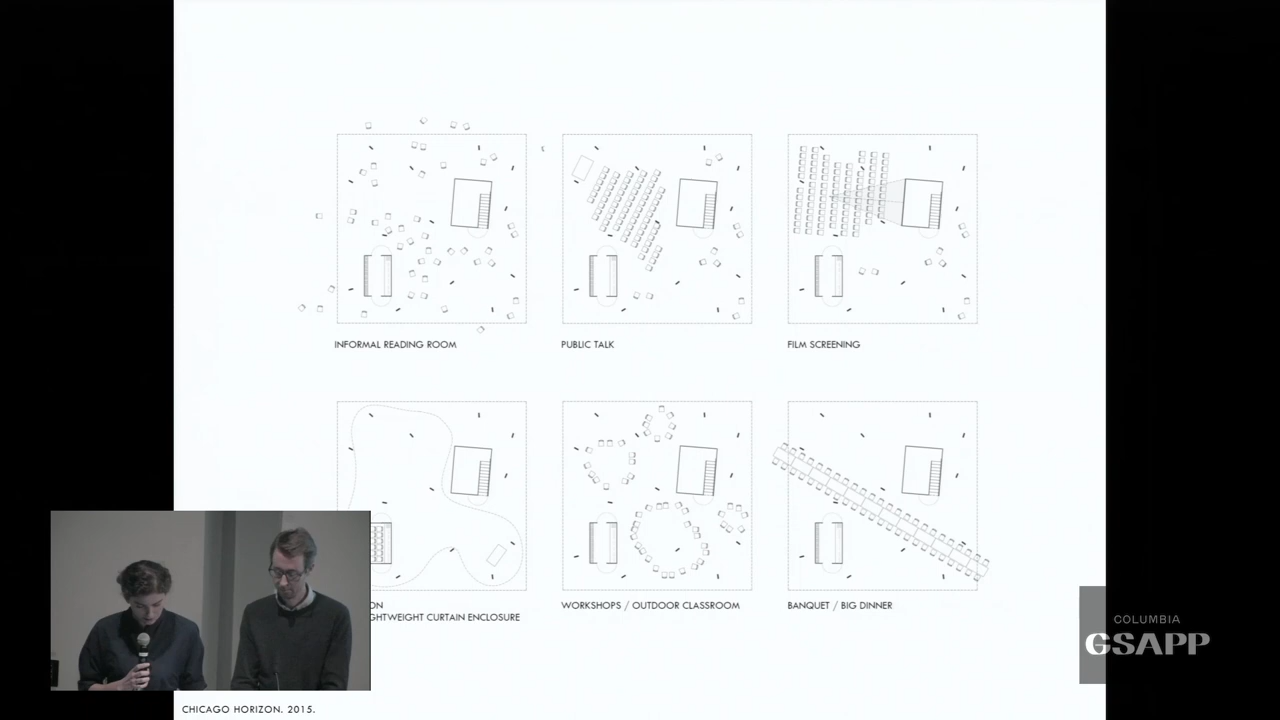 INFORMAL READING ROOM
PUBLIC TALK
FILM SCREENING
ON
GHTWEIGHT CURTAIN ENCLOSURE
WORKSHOPS / OUTDOOR CLASSROOM
BANQUET / BIG DINNER
COLUMBIA
GSAPP
CHICAGO HORIZON. 2015.